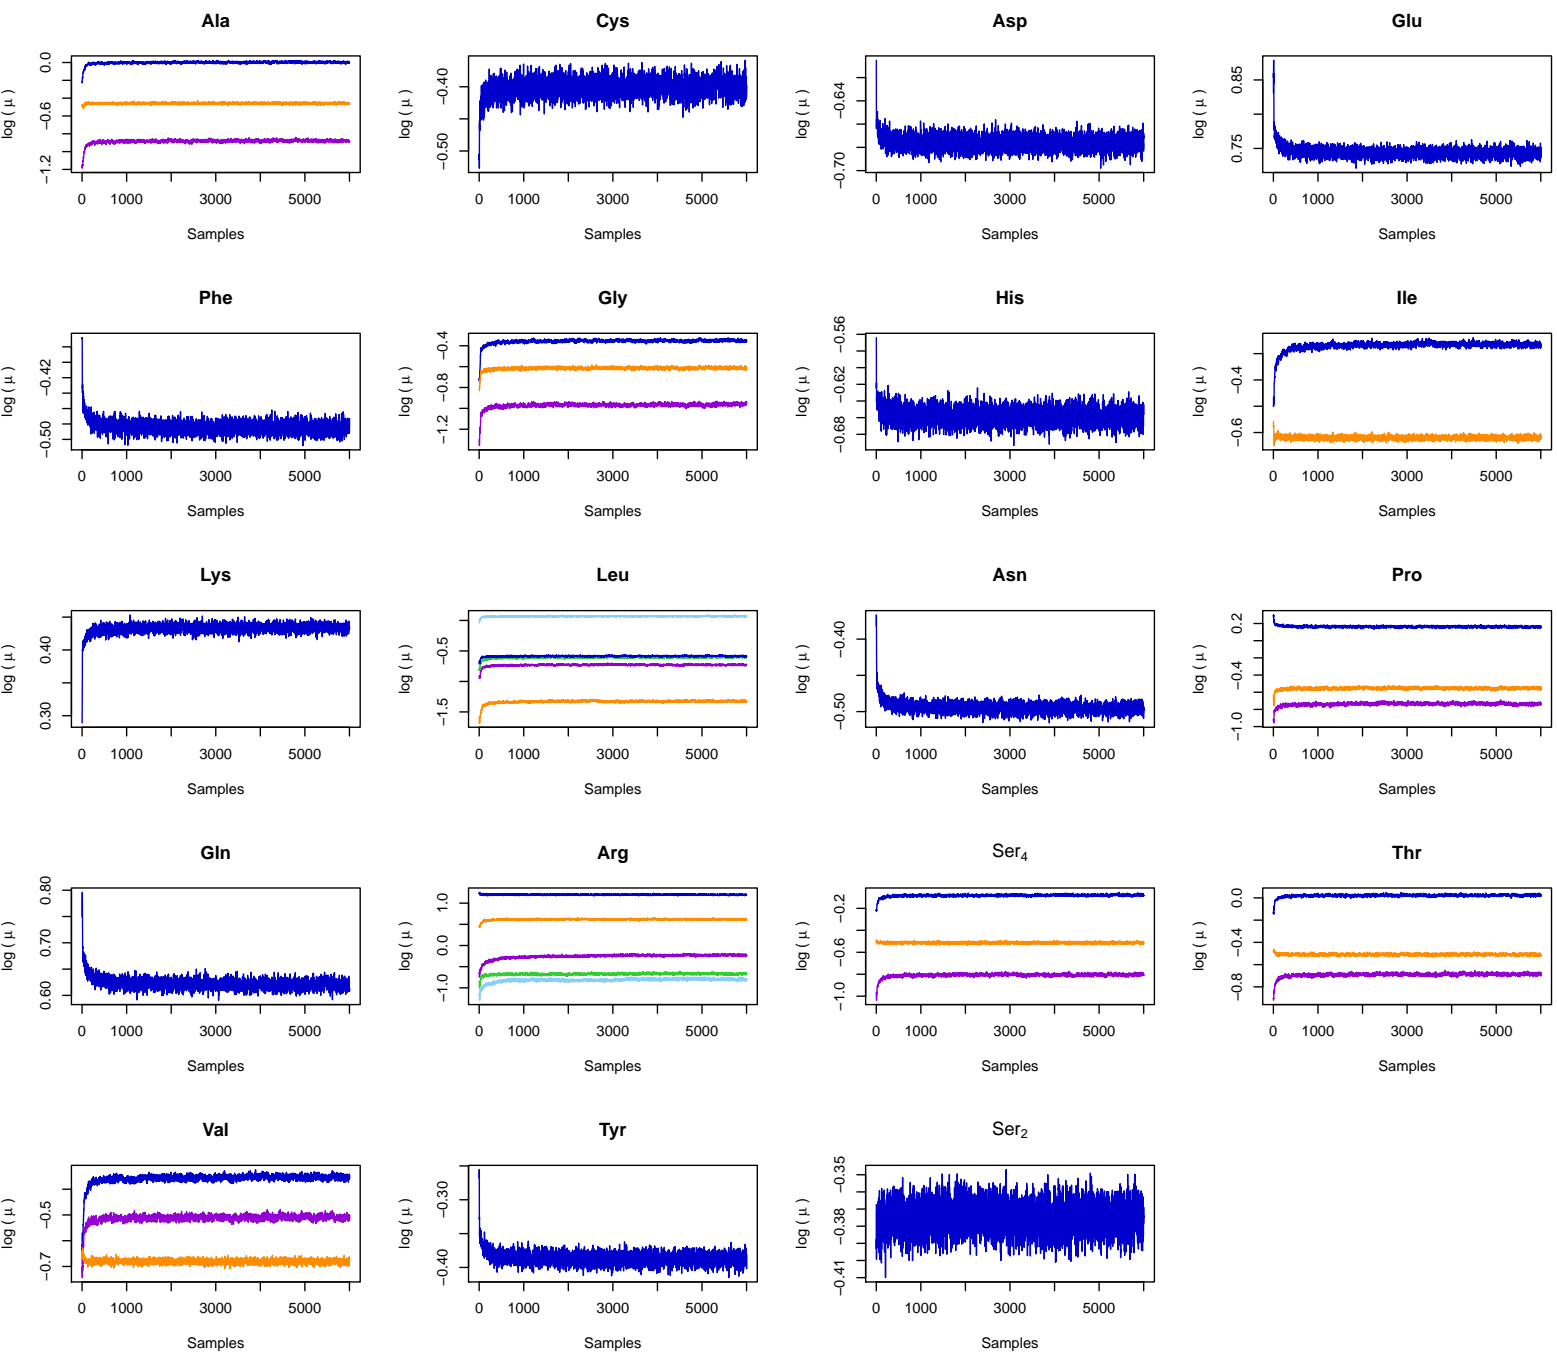 Ala
log ( μ )
0.0
−0.6
−1.2
0 1000 3000 5000
Samples
Cys
log ( μ )
−0.40
−0.50
0 1000 3000 5000
Samples
Asp
log ( μ )
−0.64
−0.70
0 1000 3000 5000
Samples
Glu
log ( μ )
0.85
0.75
0 1000 3000 5000
Samples
Phe
log ( μ )
−0.42
−0.50
0 1000 3000 5000
Samples
Gly
log ( μ )
−0.4
−0.8
−1.2
0 1000 3000 5000
Samples
His
log ( μ )
−0.56
−0.62
−0.68
0 1000 3000 5000
Samples
Ile
log ( μ )
−0.4
−0.6
0 1000 3000 5000
Samples
Lys
log ( μ )
0.40
0.30
0 1000 3000 5000
Samples
Leu
log ( μ )
−0.5
−1.5
0 1000 3000 5000
Samples
Asn
log ( μ )
−0.40
−0.50
0 1000 3000 5000
Samples
Pro
log ( μ )
0.2
−0.4
−1.0
0 1000 3000 5000
Samples
Gln
log ( μ )
0.80
0.70
0.60
0 1000 3000 5000
Samples
Arg
log ( μ )
1.0
0.0
−1.0
0 1000 3000 5000
Samples
Ser₄
log ( μ )
−0.2
−0.6
−1.0
0 1000 3000 5000
Samples
Thr
log ( μ )
0.0
−0.4
−0.8
0 1000 3000 5000
Samples
Val
log ( μ )
−0.5
−0.7
0 1000 3000 5000
Samples
Tyr
log ( μ )
−0.30
−0.40
0 1000 3000 5000
Samples
Ser₂
log ( μ )
−0.35
−0.38
−0.41
0 1000 3000 5000
Samples